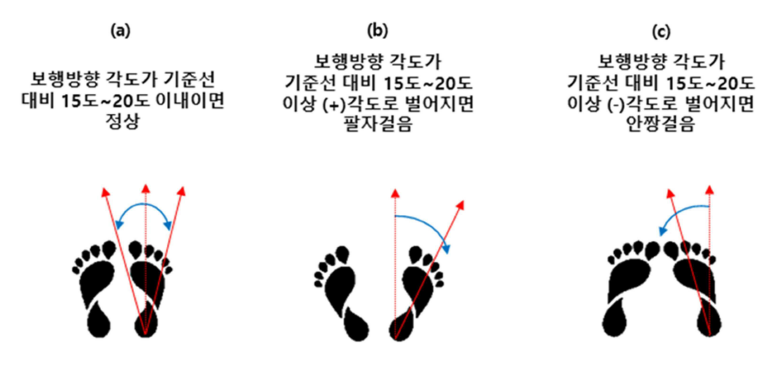 (a)
보행방향 각도가 기준선
대비 15도~20도 이내이면
정상
(b)
보행방향 각도가
기준선 대비 15도~20도
이상 (+)각도로 벌어지면
팔자걸음
(c)
보행방향 각도가
기준선 대비 15도~20도
이상 (-)각도로 벌어지면
안짱걸음